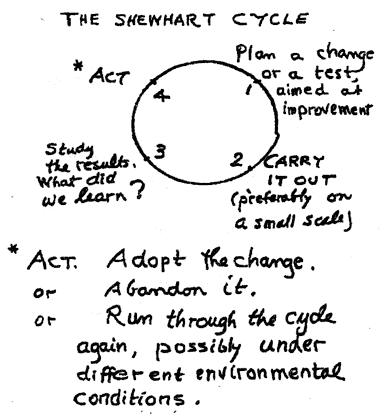 THE SHEWHART CYCLE
Plan a change
or a test,
aimed at
improvement
1
2
CARRY
IT OUT
(preferably on
a small scale)
3
Study
the results.
What did
we learn?
4
* ACT
* ACT. Adopt the change.
or Abandon it.
or Run through the cycle
again, possibly under
different environmental
conditions.